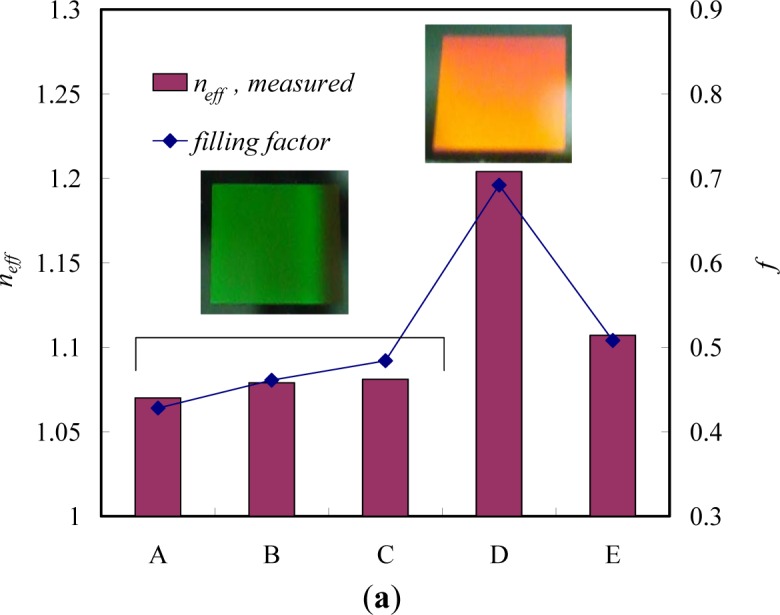 1.3
1.25
1.2
1.15
1.1
1.05
1
n_eff
n_eff , measured
filling factor
0.9
0.8
0.7
0.6
0.5
0.4
0.3
f
A B C D E
(a)